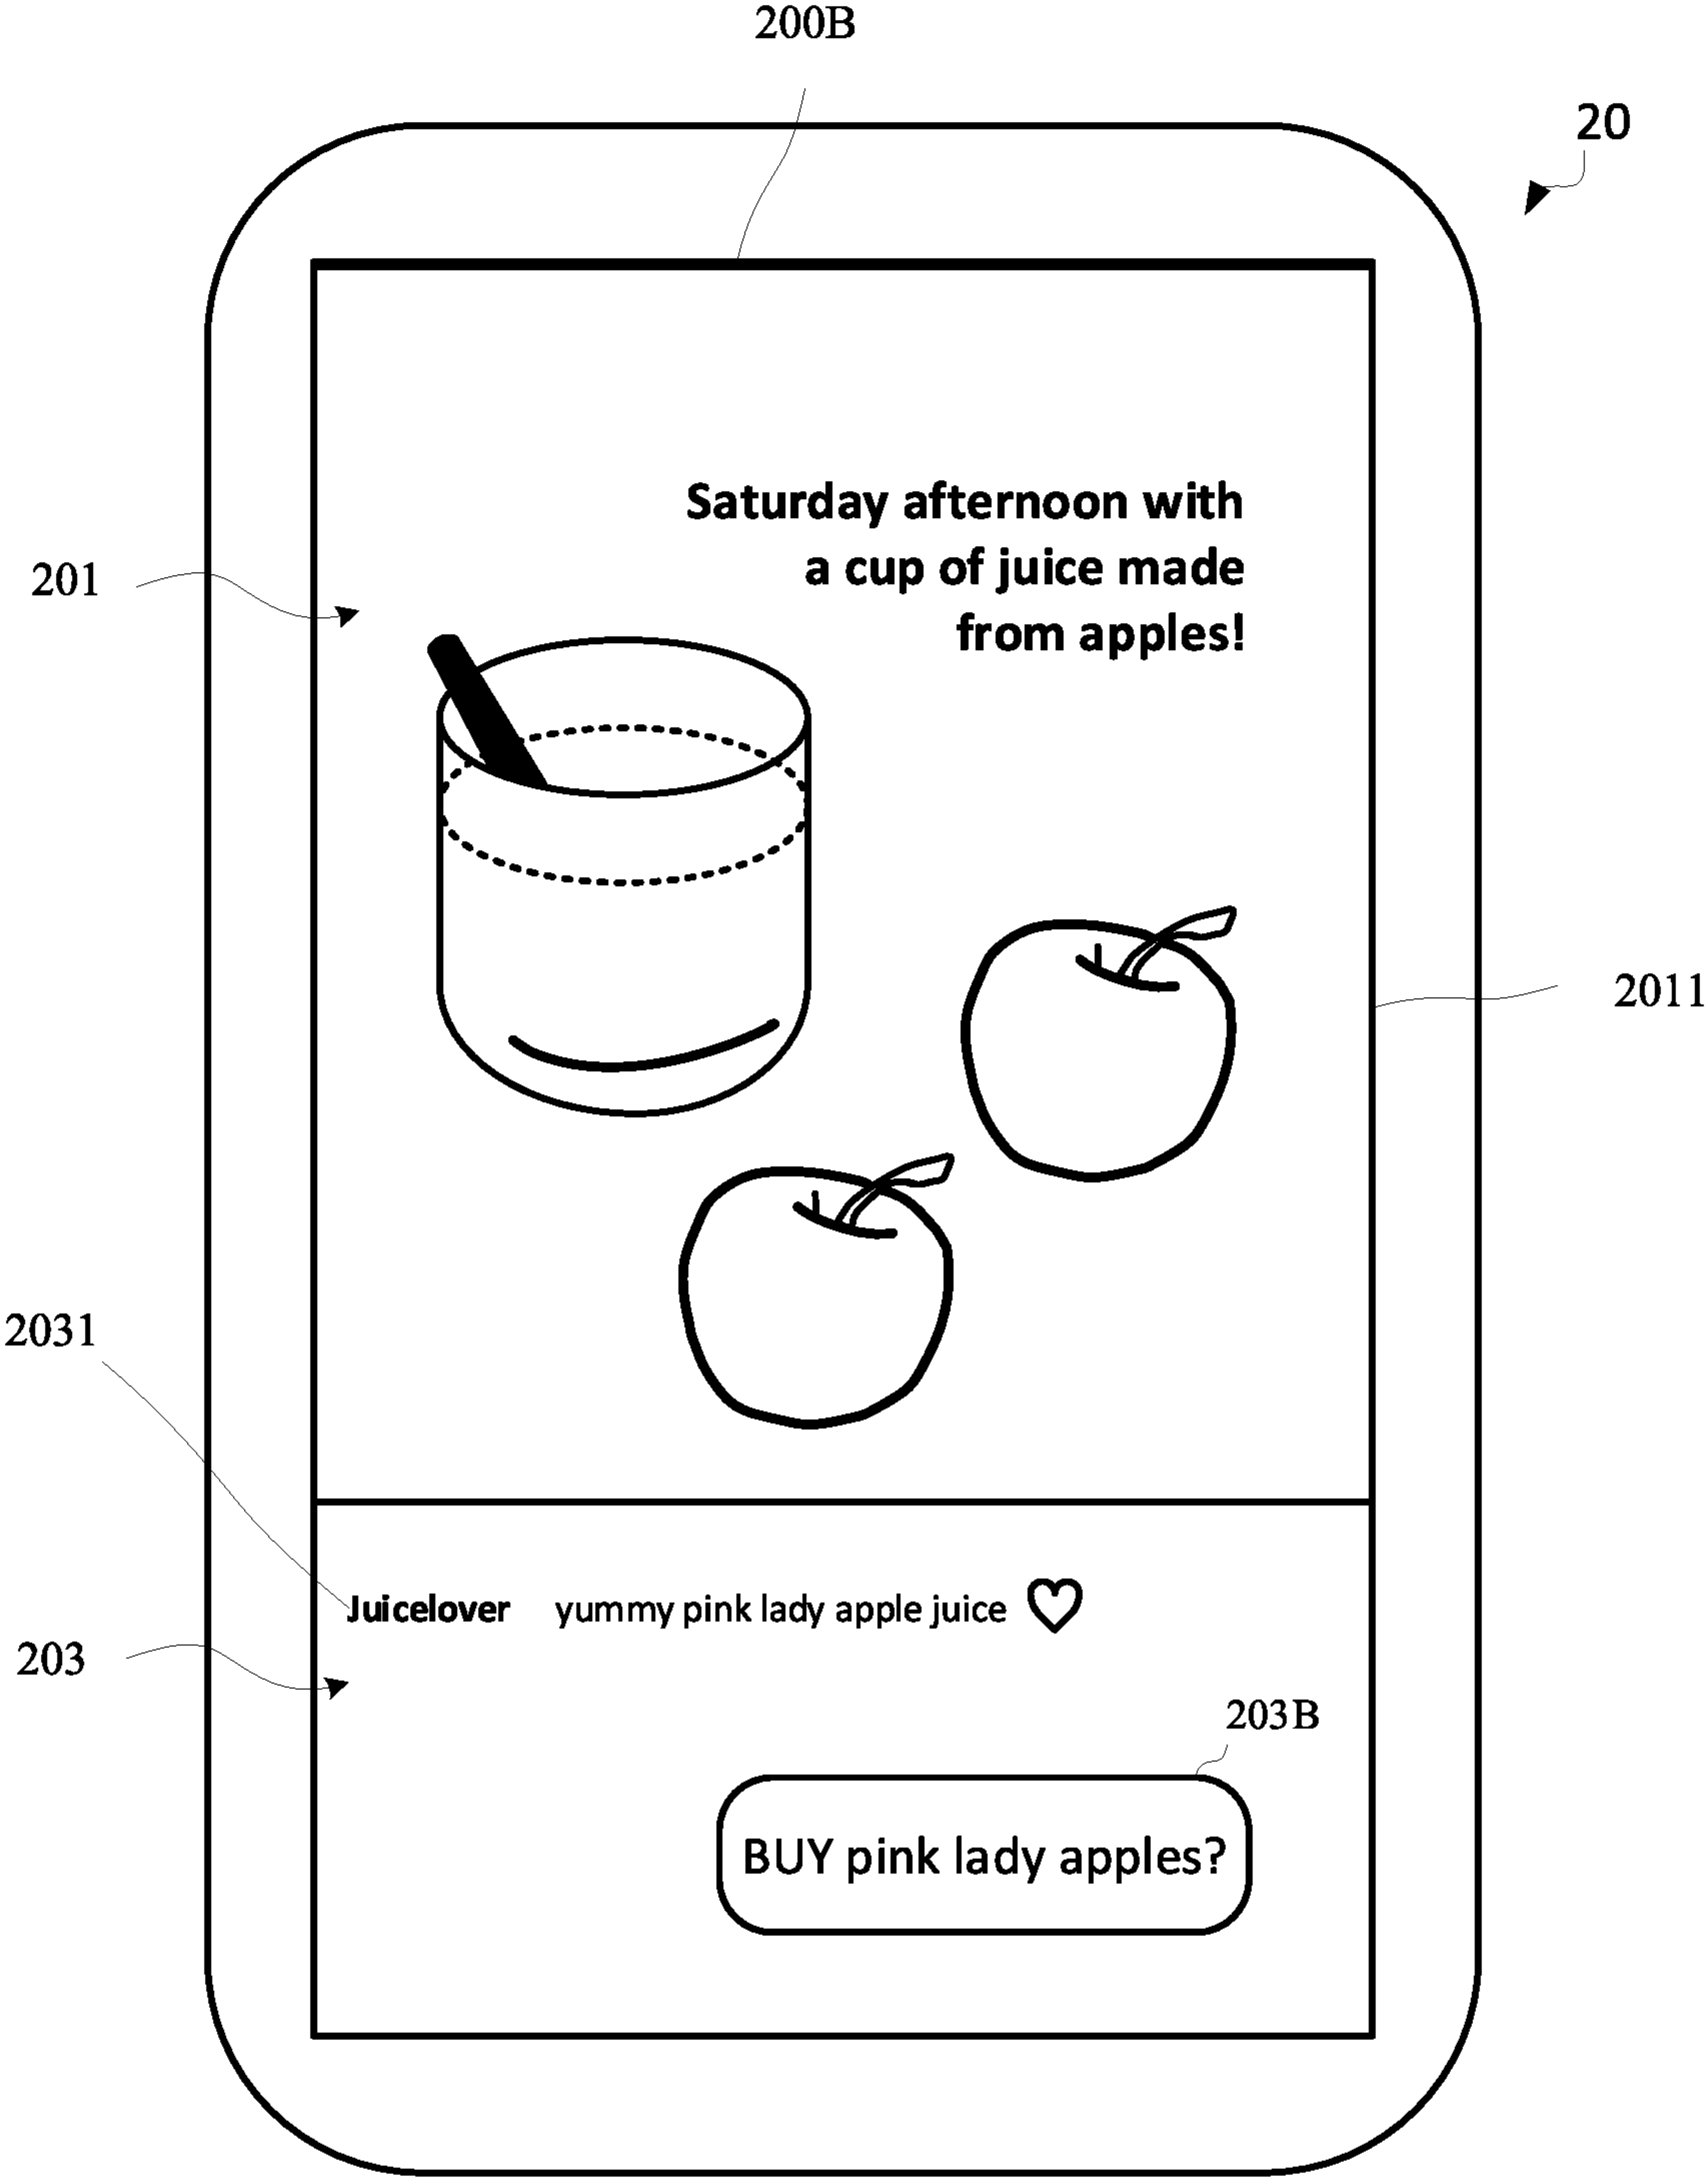 200B
20
Saturday afternoon with
a cup of juice made
from apples!
201
2011
2031
Juicelover yummy pink lady apple juice
203
203B
BUY pink lady apples?